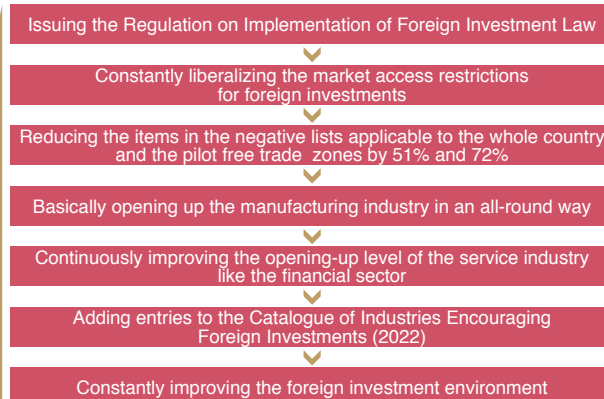 Issuing the Regulation on Implementation of Foreign Investment Law
Constantly liberalizing the market access restrictions
for foreign investments
Reducing the items in the negative lists applicable to the whole country
and the pilot free trade zones by 51% and 72%
Basically opening up the manufacturing industry in an all-round way
Continuously improving the opening-up level of the service industry
like the financial sector
Adding entries to the Catalogue of Industries Encouraging
Foreign Investments (2022)
Constantly improving the foreign investment environment